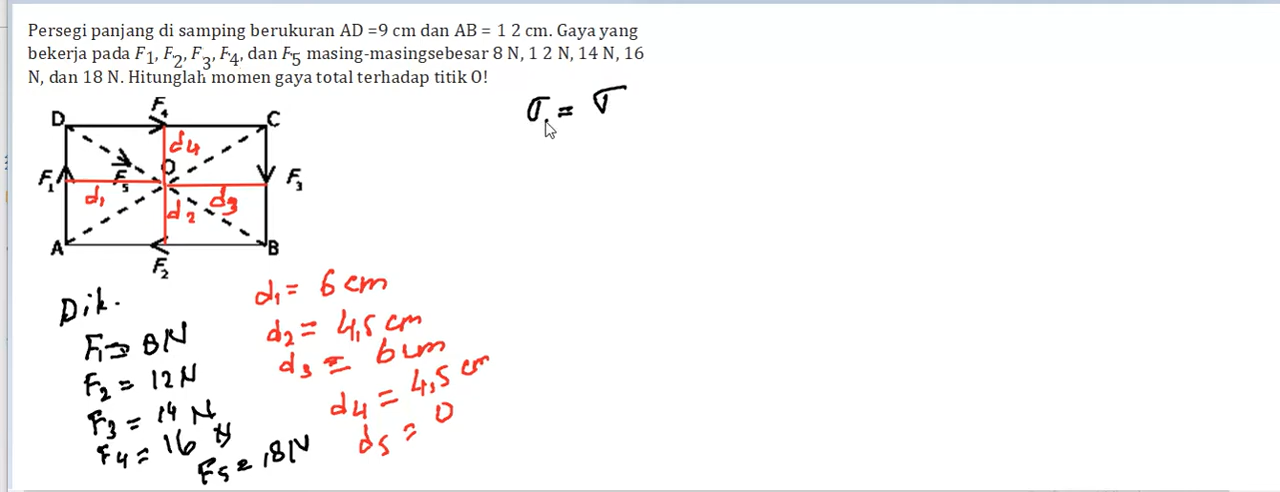 Persegi panjang di samping berukuran AD =9 cm dan AB = 1 2 cm. Gaya yang
bekerja pada F1, F2, F3, F4, dan F5 masing-masingsebesar 8 N, 1 2 N, 14 N, 16
N, dan 18 N. Hitunglah momen gaya total terhadap titik O!
D F4 C
d4
O
F1 F5 F3
d1 d2 d3
A B
F2
Dik.
F1 = 8N
F2 = 12N
F3 = 14 N
F4 = 16 N
F5 = 18N
d1 = 6 cm
d2 = 4,5 cm
d3 = 6 cm
d4 = 4,5 cm
d5 = 0